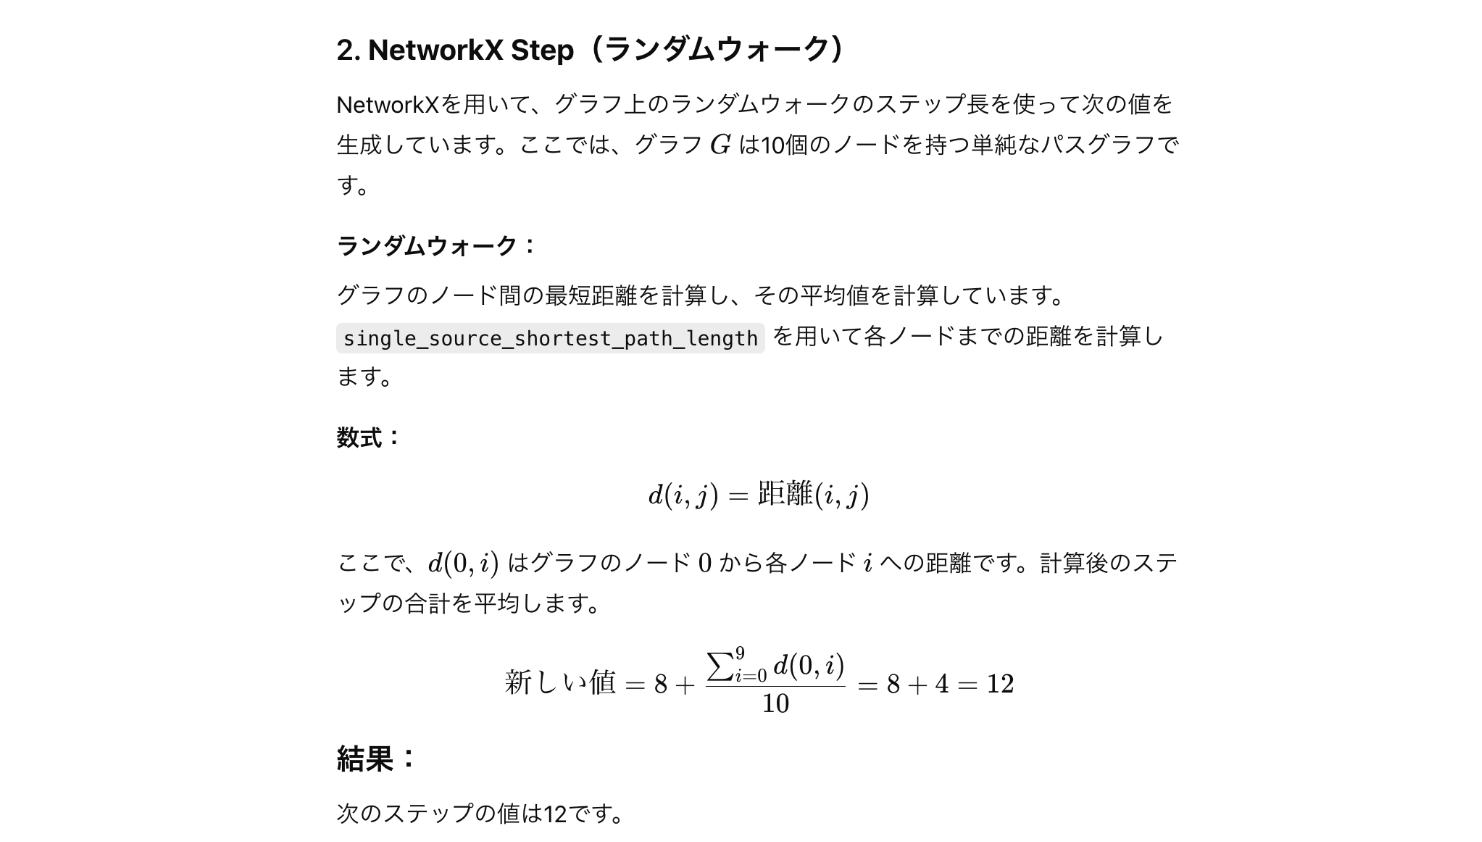 2. NetworkX Step（ランダムウォーク）
NetworkXを用いて、グラフ上のランダムウォークのステップ長を使って次の値を
生成しています。ここでは、グラフ G は10個のノードを持つ単純なパスグラフで
す。
ランダムウォーク：
グラフのノード間の最短距離を計算し、その平均値を計算しています。
single_source_shortest_path_length を用いて各ノードまでの距離を計算し
ます。
数式：
d(i, j) = 距離(i, j)
ここで、d(0, i) はグラフのノード 0 から各ノード i への距離です。計算後のステ
ップの合計を平均します。
新しい値 = 8 + \frac{\sum_{i=0}^{9} d(0, i)}{10} = 8 + 4 = 12
結果：
次のステップの値は12です。